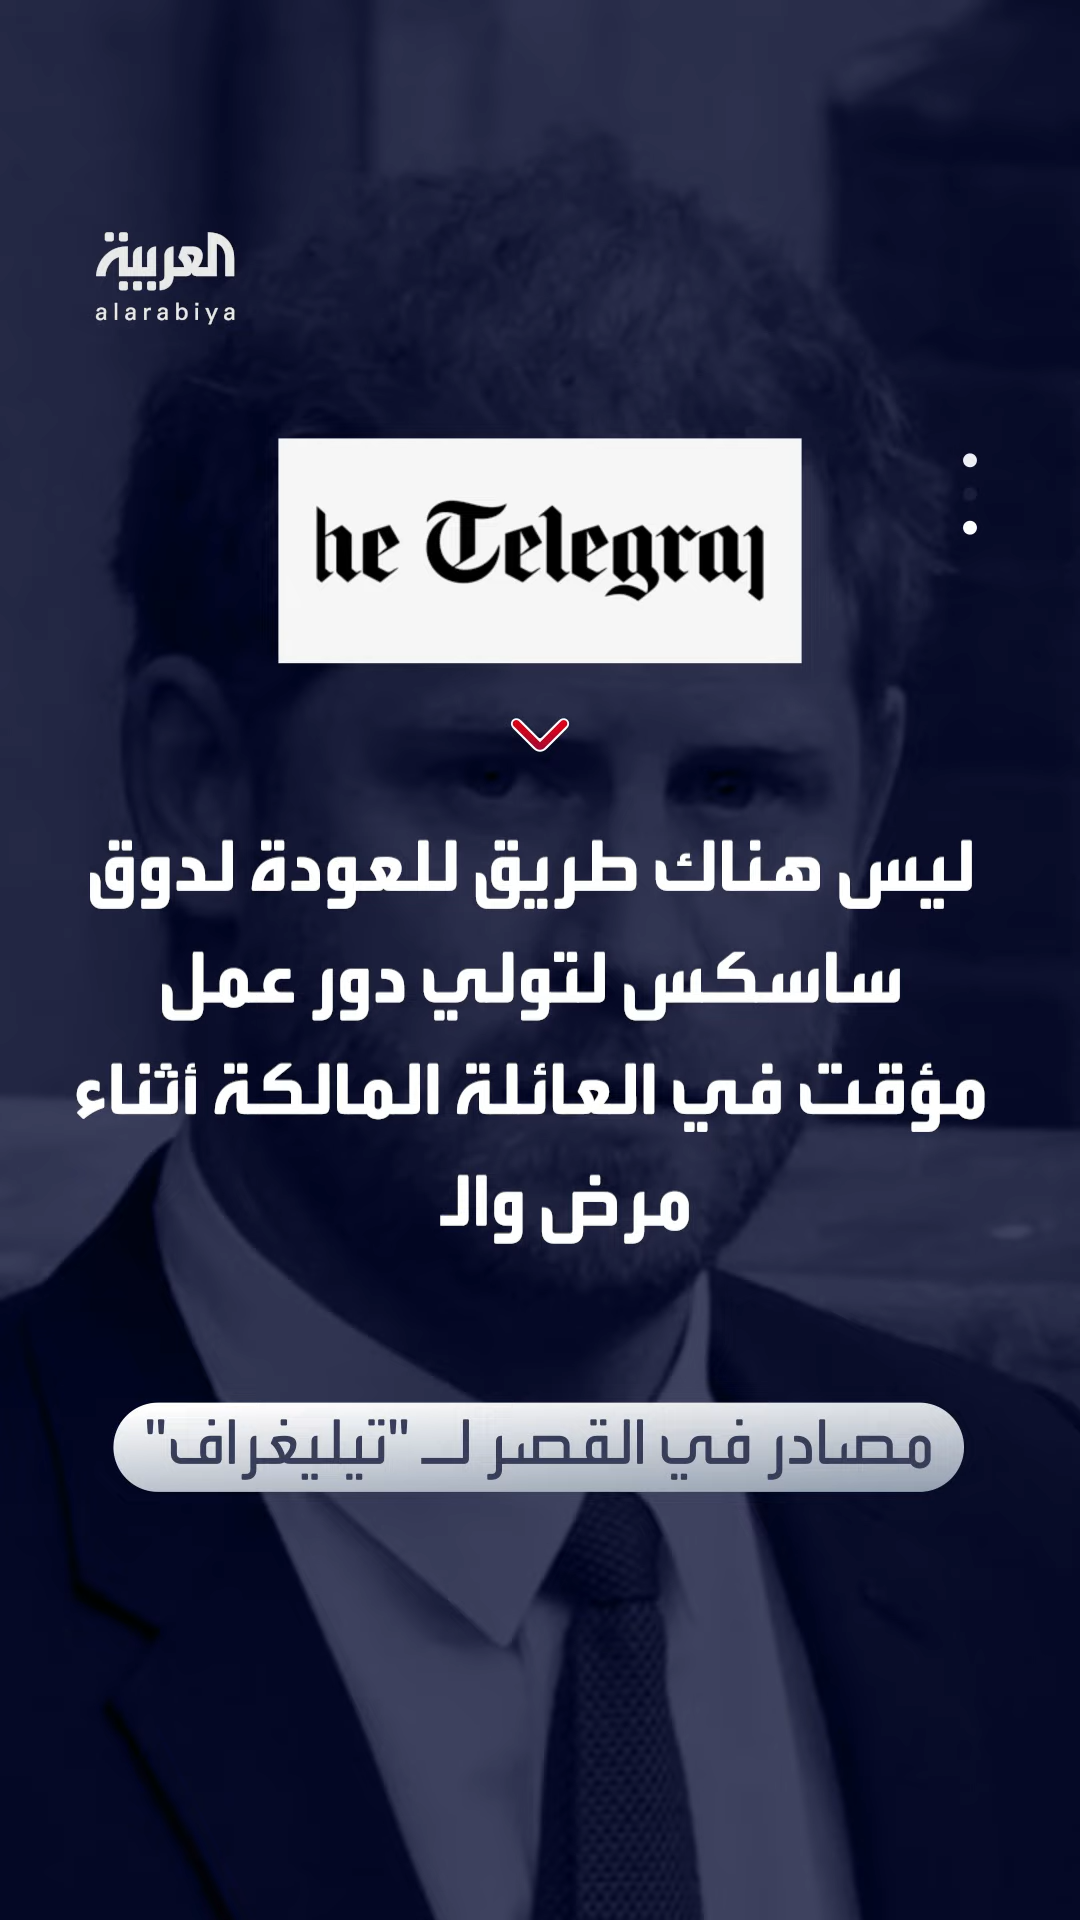 العربية
alarabiya
he Telegrap
ليس هناك طريق للعودة لدوق
ساسكس لتولي دور عمل
مؤقت في العائلة المالكة أثناء
مرض والـ
مصادر في القصر لـ "تيليغراف"